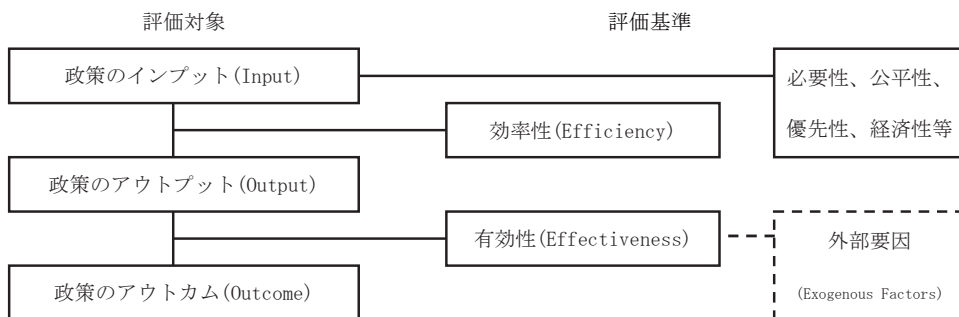 評価対象
評価基準
政策のインプット(Input)
必要性、公平性、
優先性、経済性等
効率性(Efficiency)
政策のアウトプット(Output)
有効性(Effectiveness)
外部要因
(Exogenous Factors)
政策のアウトカム(Outcome)